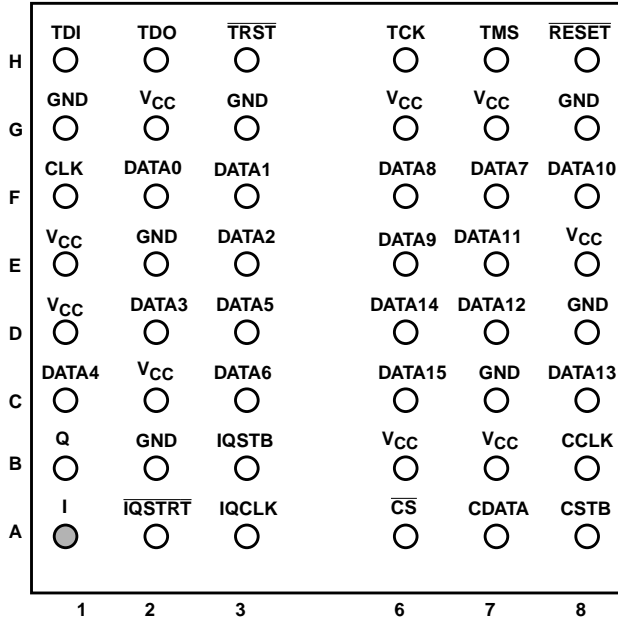 TDI TDO TRST TCK TMS RESET
H
GND VCC GND VCC VCC GND
G
CLK DATA0 DATA1 DATA8 DATA7 DATA10
F
VCC GND DATA2 DATA9 DATA11 VCC
E
VCC DATA3 DATA5 DATA14 DATA12 GND
D
DATA4 VCC DATA6 DATA15 GND DATA13
C
Q GND IQSTB VCC VCC CCLK
B
I IQSTRT IQCLK CS CDATA CSTB
A
1 2 3 6 7 8